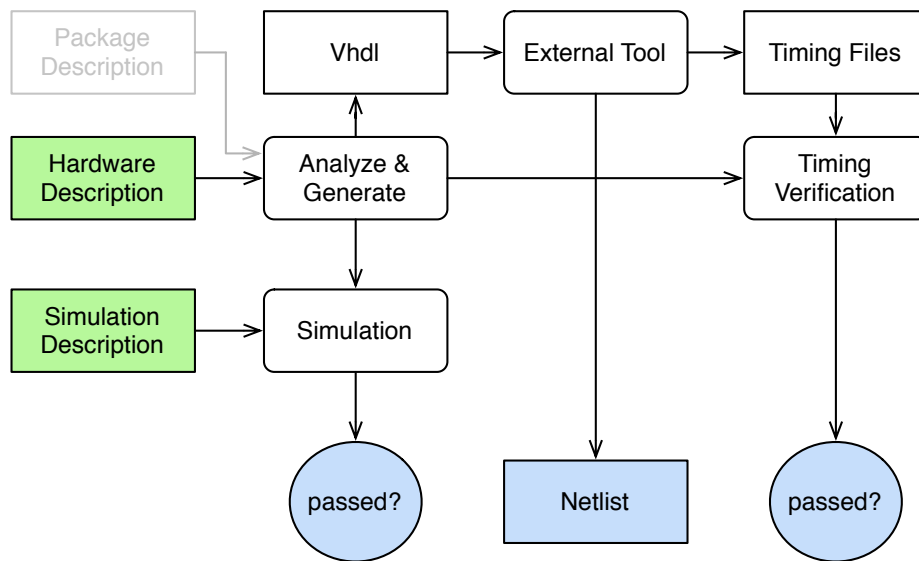 Package
Description
Vhdl
External Tool
Timing Files
Hardware
Description
Analyze &
Generate
Timing
Verification
Simulation
Description
Simulation
passed?
Netlist
passed?